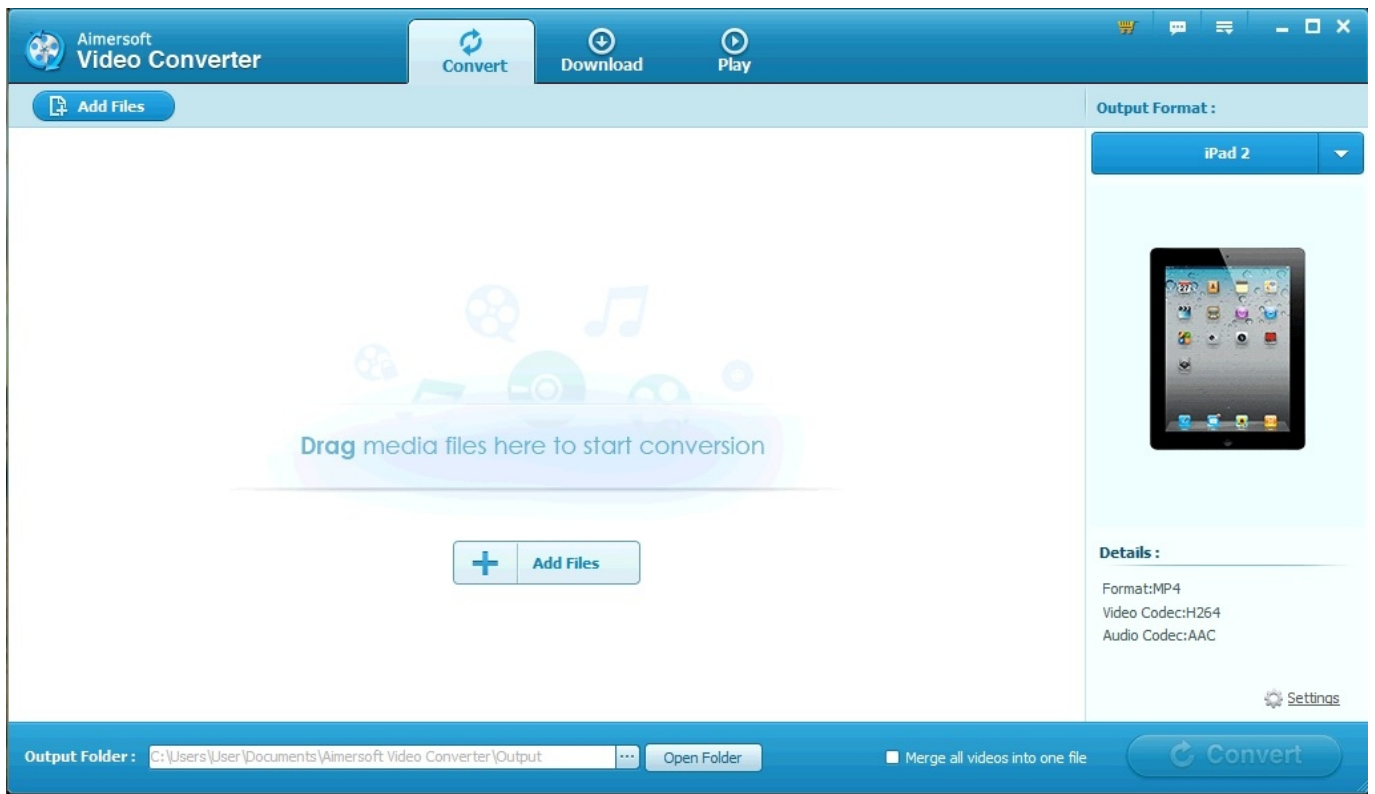 Aimersoft
Video Converter
Convert
Download
Play
Add Files
Output Format :
iPad 2
Drag media files here to start conversion
Add Files
Details :
Format:MP4
Video Codec:H264
Audio Codec:AAC
Settings
Output Folder : C:\Users\User\Documents\Aimersoft Video Converter\Output ... Open Folder Merge all videos into one file Convert